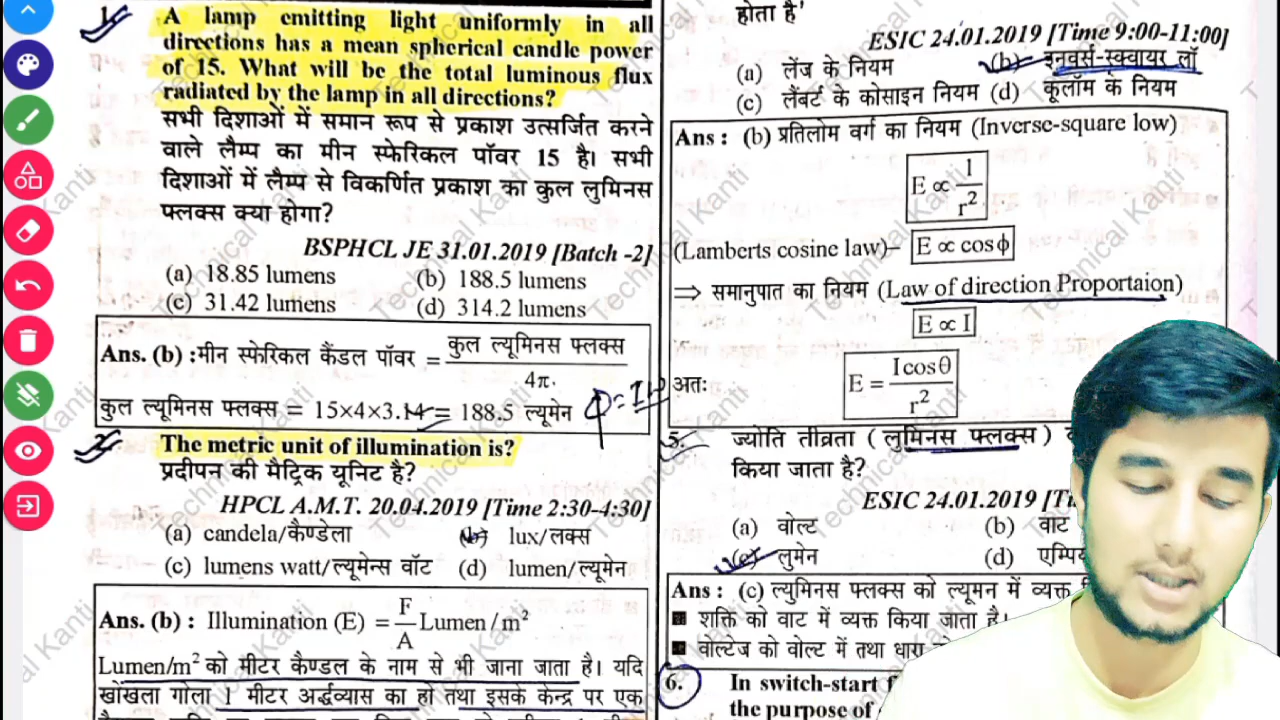 1. A lamp emitting light uniformly in all
directions has a mean spherical candle power
of 15. What will be the total luminous flux
radiated by the lamp in all directions?
सभी दिशाओं में समान रूप से प्रकाश उत्सर्जित करने
वाले लैम्प का मीन स्फेरिकल पॉवर 15 है। सभी
दिशाओं में लैम्प से विकिर्णित प्रकाश का कुल लुमिनस
फ्लक्स क्या होगा?
BSPHCL JE 31.01.2019 [Batch -2]
(a) 18.85 lumens (b) 188.5 lumens
(c) 31.42 lumens (d) 314.2 lumens
Ans. (b) : मीन स्फेरिकल कैंडल पॉवर = कुल ल्यूमिनस फ्लक्स / 4π.
कुल ल्यूमिनस फ्लक्स = 15×4×3.14 = 188.5 ल्यूमेन
2. The metric unit of illumination is?
प्रदीपन की मैट्रिक यूनिट है?
HPCL A.M.T. 20.04.2019 [Time 2:30-4:30]
(a) candela/कैण्डेला (b) lux/लक्स
(c) lumens watt/ल्यूमेन्स वॉट (d) lumen/ल्यूमेन
Ans. (b) : Illumination (E) = F/A Lumen / m²
Lumen/m² को मीटर कैण्डल के नाम से भी जाना जाता है। यदि
खोखला गोला 1 मीटर अर्द्धव्यास का हो तथा इसके केन्द्र पर एक
होता है'
ESIC 24.01.2019 [Time 9:00-11:00]
(a) लेंज के नियम (b) इनवर्स-स्क्वायर लॉ
(c) लैंबर्ट के कोसाइन नियम (d) कूलॉम के नियम
Ans : (b) प्रतिलोम वर्ग का नियम (Inverse-square low)
E ∝ 1/r²
(Lamberts cosine law)– E ∝ cosϕ
⇒ समानुपात का नियम (Law of direction Proportaion)
E ∝ I
अतः E = Icosθ/r²
5. ज्योति तीव्रता (लुमिनस फ्लक्स)
किया जाता है?
ESIC 24.01.2019
(a) वोल्ट (b) वाट
(c) लुमेन (d)
Ans : (c) ल्युमिनस फ्लक्स को ल्यूमन में व्यक्त
■ शक्ति को वाट में व्यक्त किया जाता है।
■ वोल्टेज को वोल्ट में तथा धारा
6. In switch-start
the purpose of
Technical Kanti